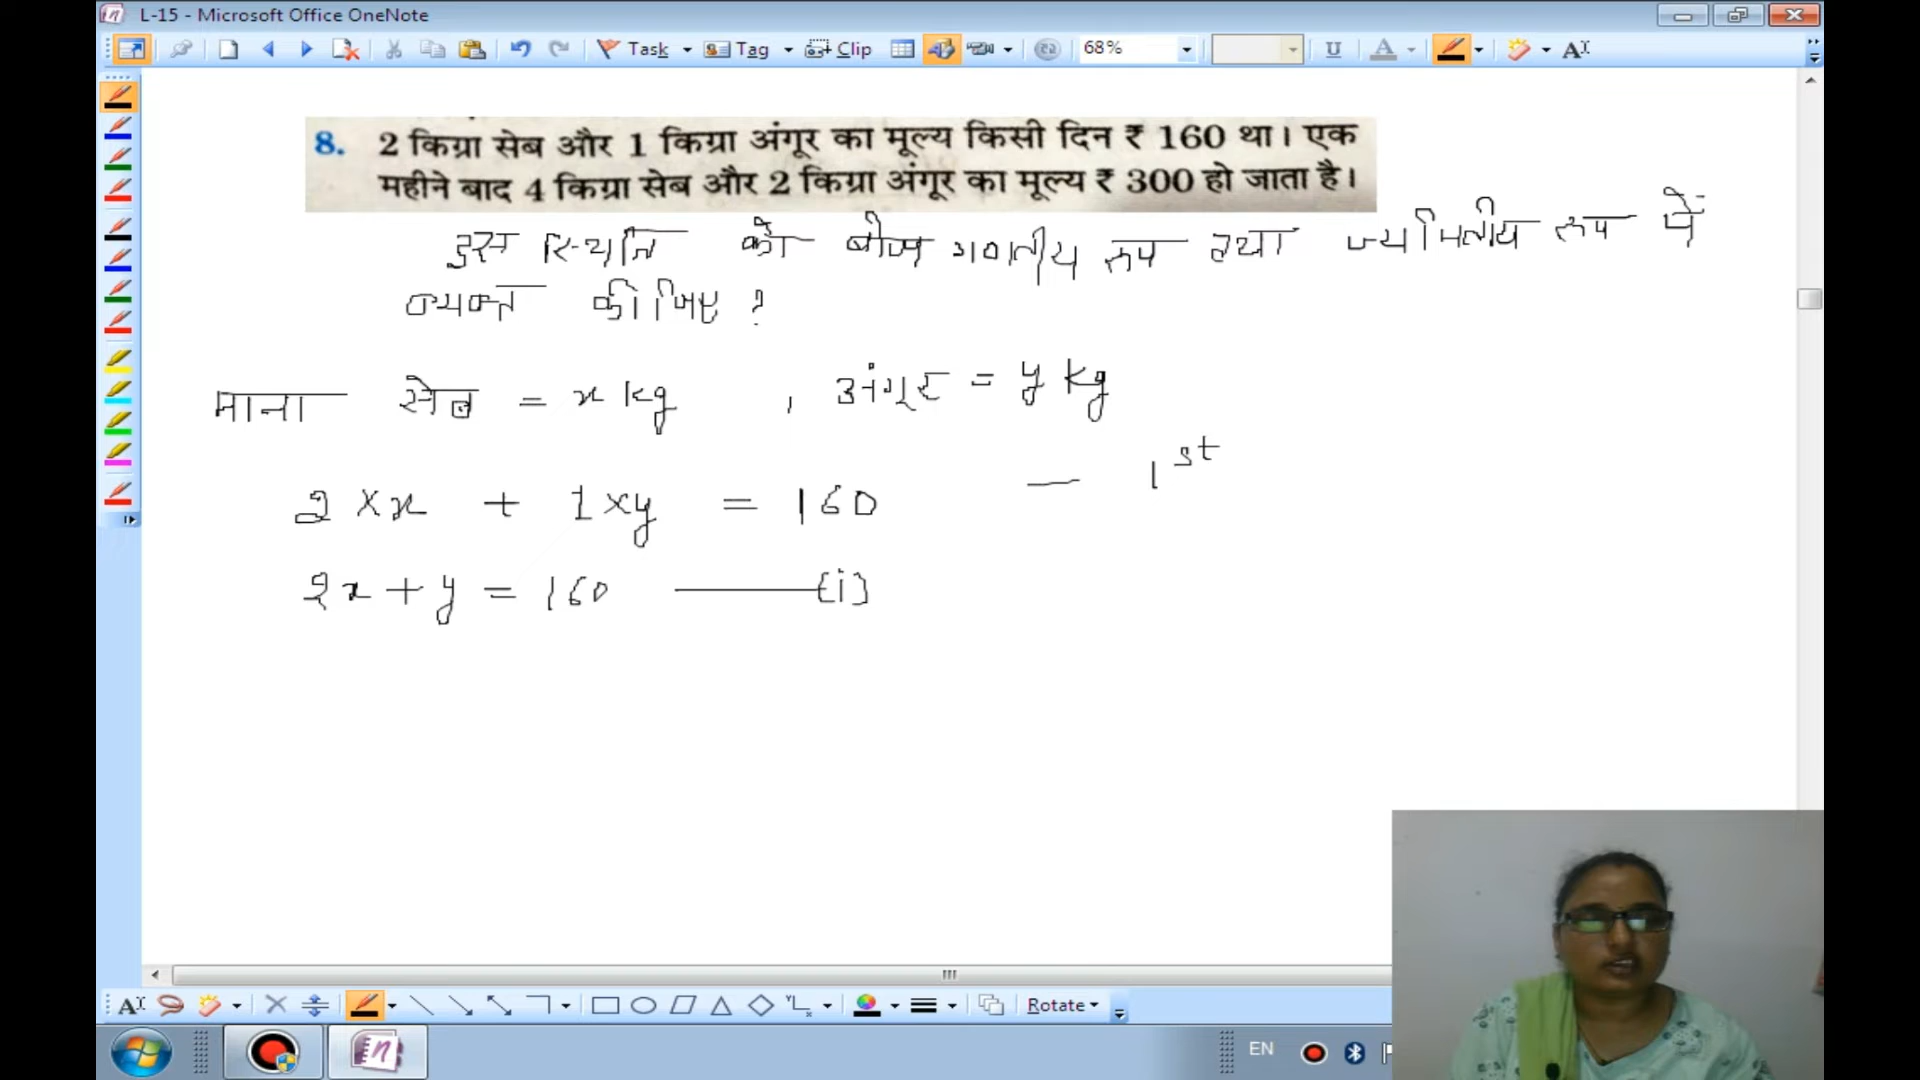 L-15 - Microsoft Office OneNote
Task Tag Clip 68% U A A
8. 2 किग्रा सेब और 1 किग्रा अंगूर का मूल्य किसी दिन ₹ 160 था। एक
महीने बाद 4 किग्रा सेब और 2 किग्रा अंगूर का मूल्य ₹ 300 हो जाता है।
इस स्थिति को बीज गणतीय रुप तथा ज्यामितीय रुप में
व्यक्त कीजिए ?
माना सेब = x kg , अंगूर = y kg
2 × x + 1 × y = 160 — 1st
2x + y = 160 —— (i)
A Rotate
EN